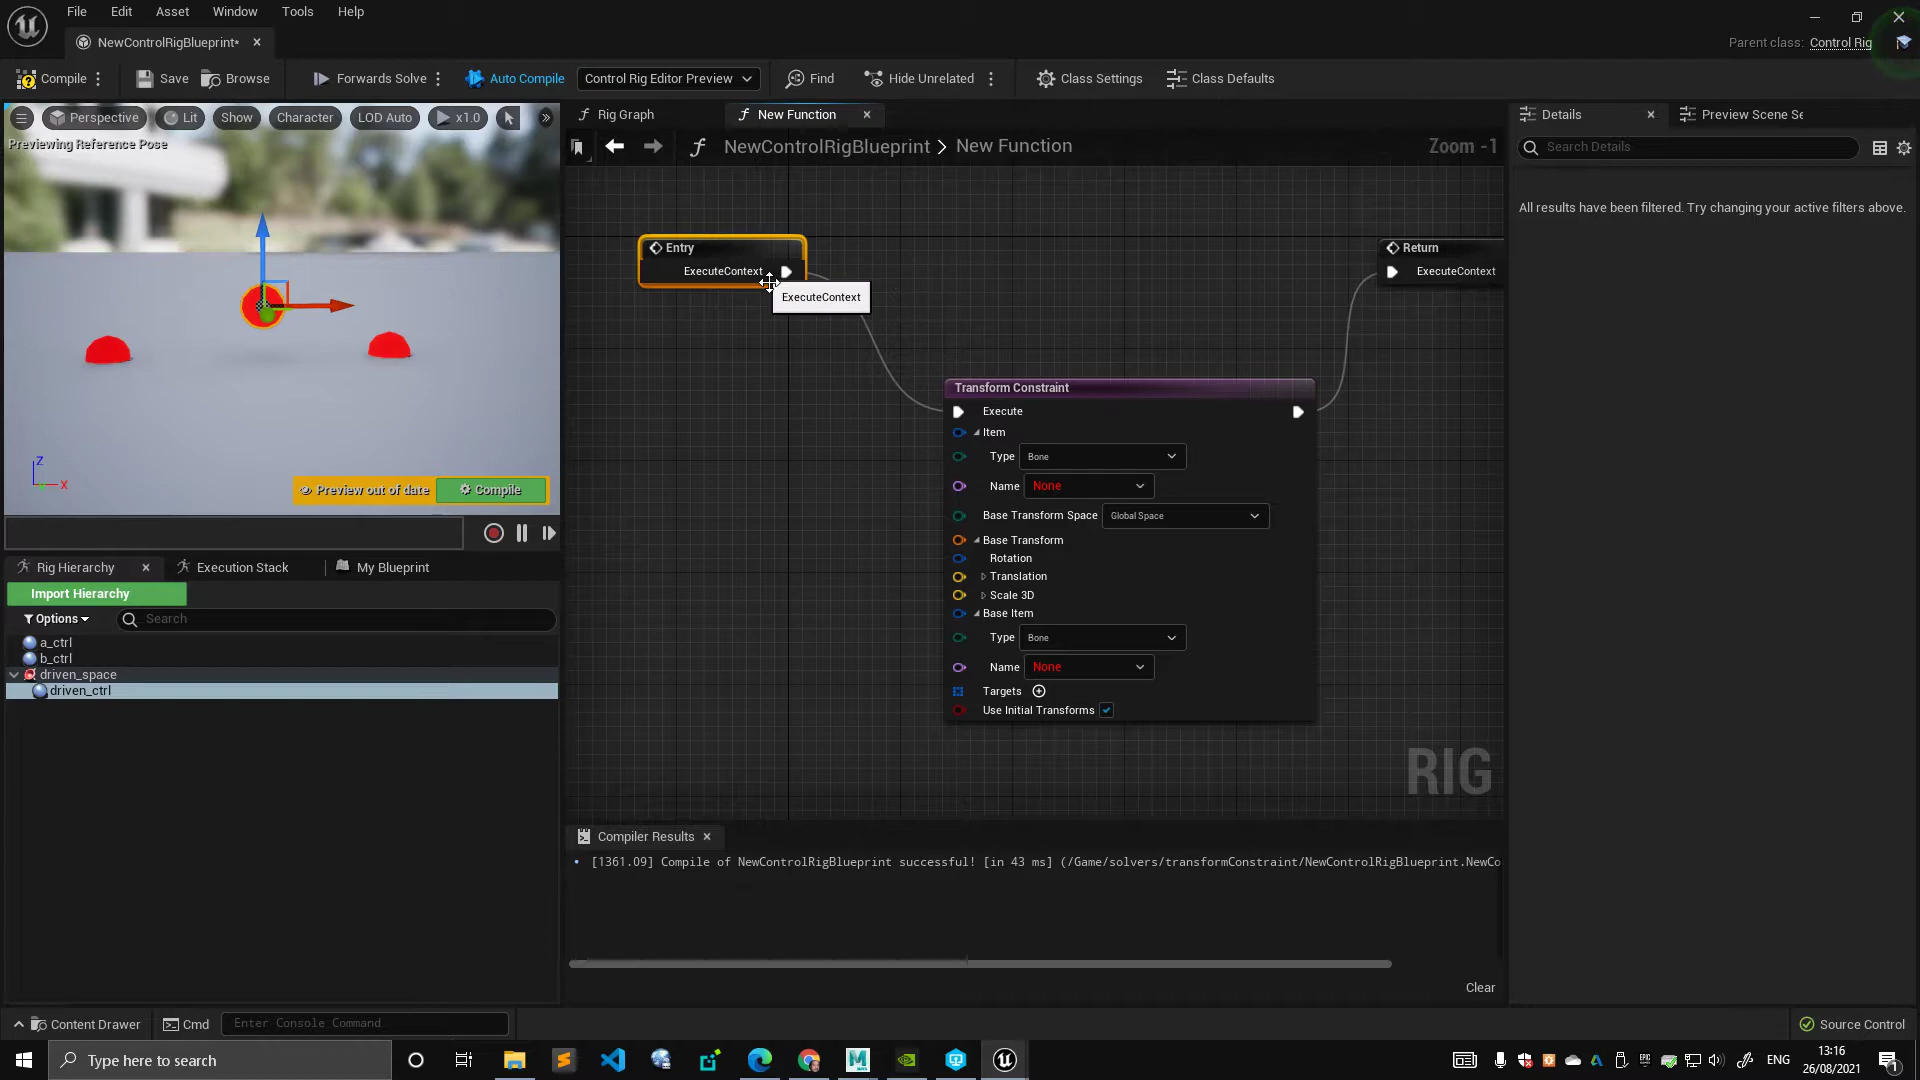 File Edit Asset Window Tools Help
NewControlRigBlueprint*
Parent class: Control Rig
Compile Save Browse Forwards Solve Auto Compile Control Rig Editor Preview Find Hide Unrelated Class Settings Class Defaults
Perspective Lit Show Character LOD Auto x1.0
Previewing Reference Pose
Z
X
Preview out of date Compile
Rig Hierarchy Execution Stack My Blueprint
Import Hierarchy
Options Search
a_ctrl
b_ctrl
driven_space
driven_ctrl
Rig Graph New Function
NewControlRigBlueprint > New Function Zoom -1
Entry
ExecuteContext
ExecuteContext
Return
ExecuteContext
Transform Constraint
Execute
Item
Type Bone
Name None
Base Transform Space Global Space
Base Transform
Rotation
Translation
Scale 3D
Base Item
Type Bone
Name None
Targets
Use Initial Transforms
RIG
Compiler Results
[1361.09] Compile of NewControlRigBlueprint successful! [in 43 ms] (/Game/solvers/transformConstraint/NewControlRigBlueprint.NewCo
Clear
Details Preview Scene Se
Search Details
All results have been filtered. Try changing your active filters above.
Content Drawer Cmd Enter Console Command Source Control
Type here to search
ENG
13:16
26/08/2021
1